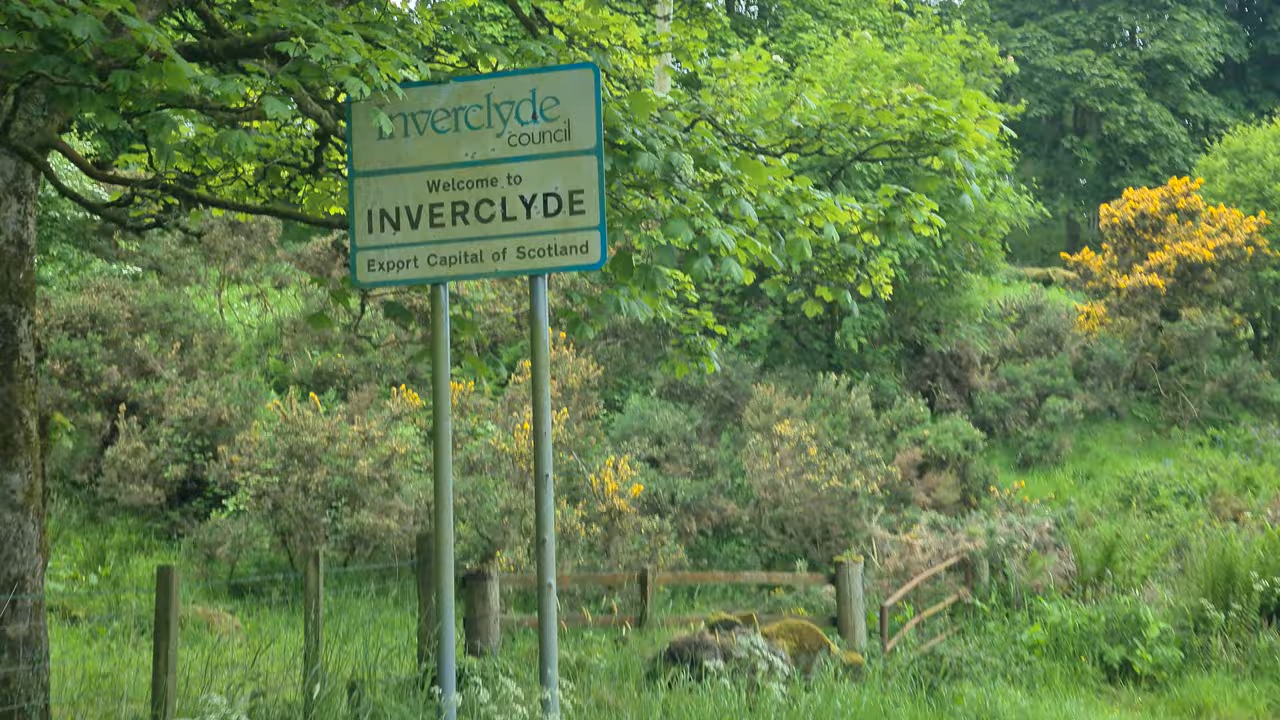 inverclyde
council
Welcome to
INVERCLYDE
Export Capital of Scotland